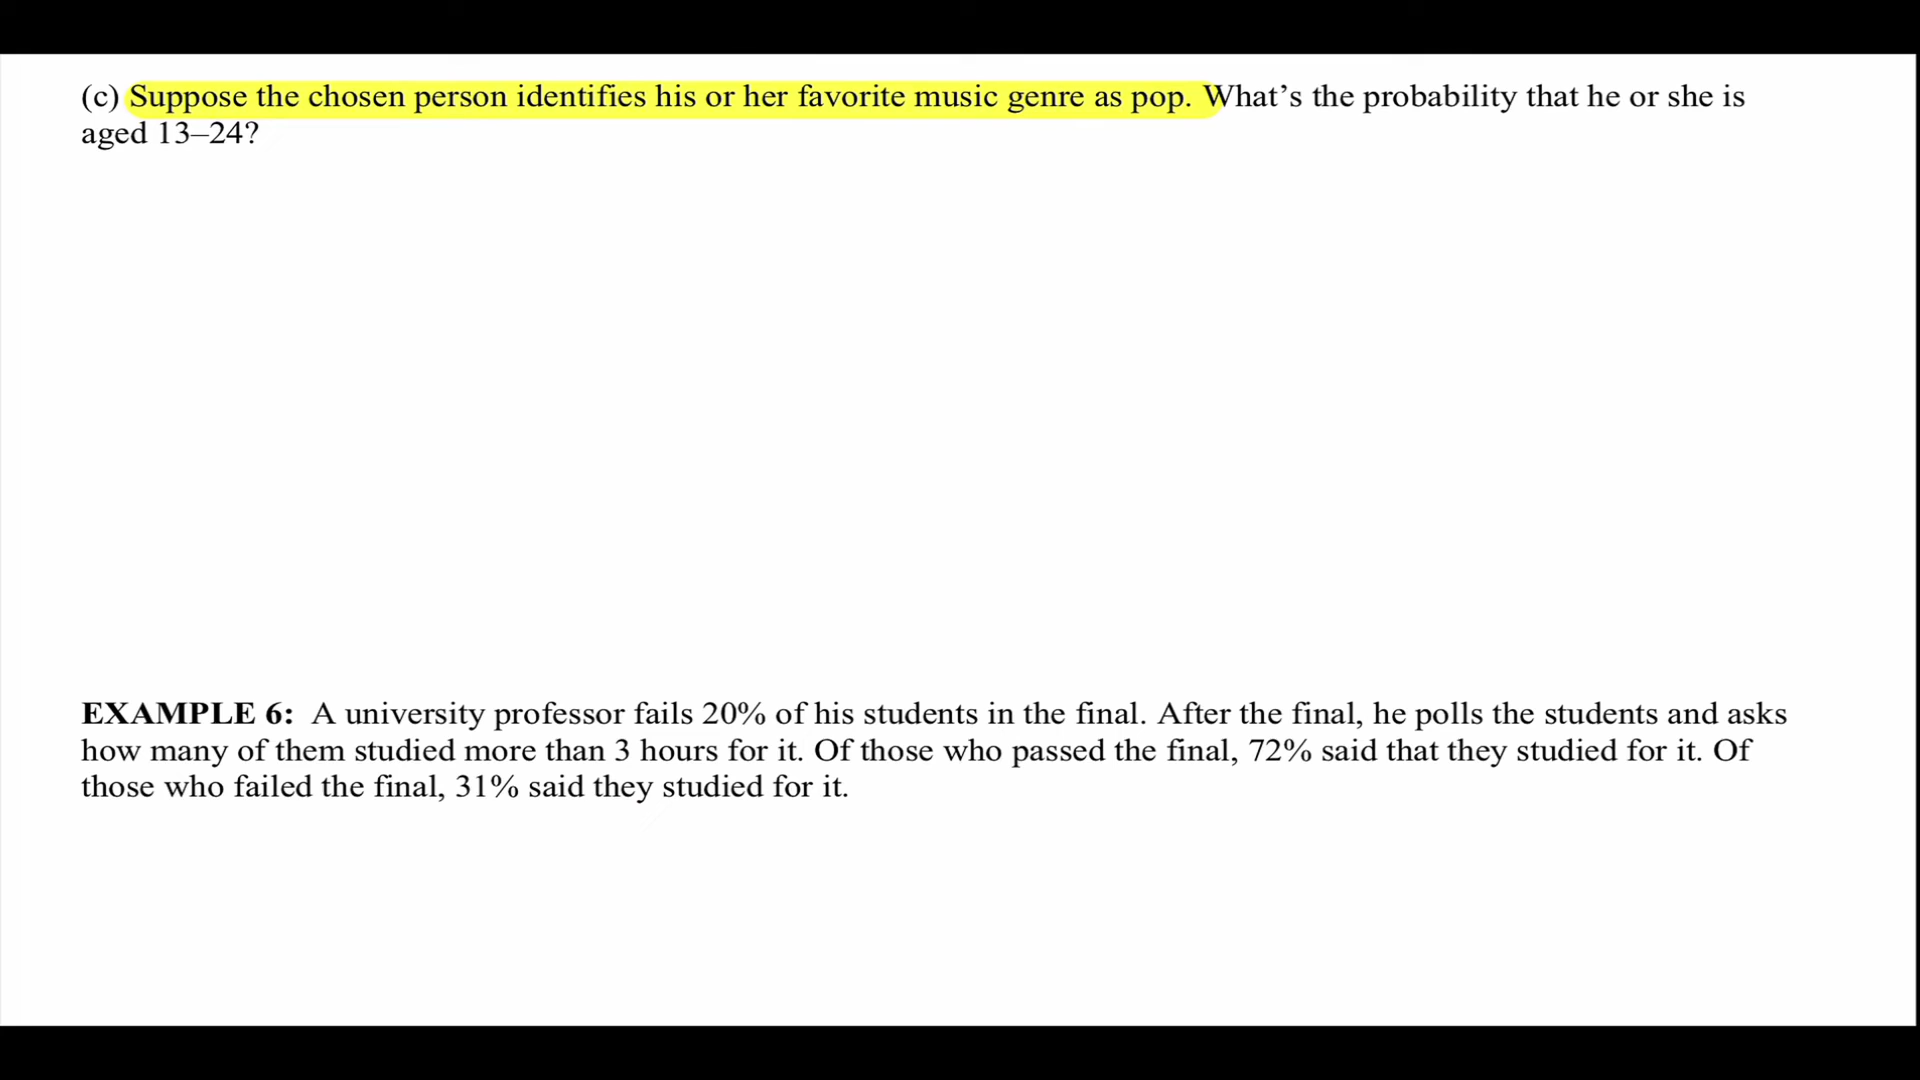 (c) Suppose the chosen person identifies his or her favorite music genre as pop. What’s the probability that he or she is
aged 13–24?
EXAMPLE 6: A university professor fails 20% of his students in the final. After the final, he polls the students and asks
how many of them studied more than 3 hours for it. Of those who passed the final, 72% said that they studied for it. Of
those who failed the final, 31% said they studied for it.